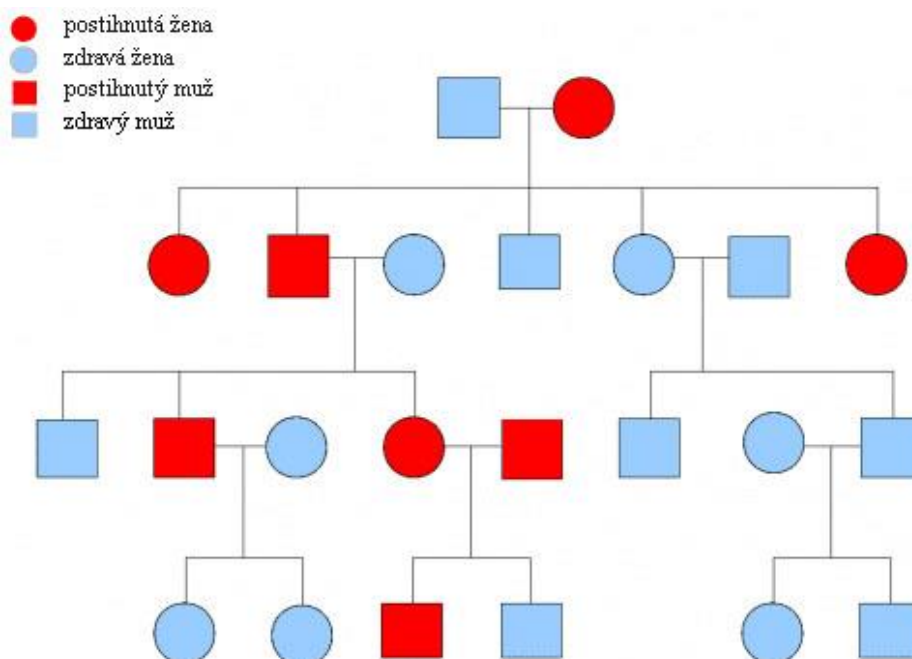 postihnutá žena
zdravá žena
postihnutý muž
zdravý muž